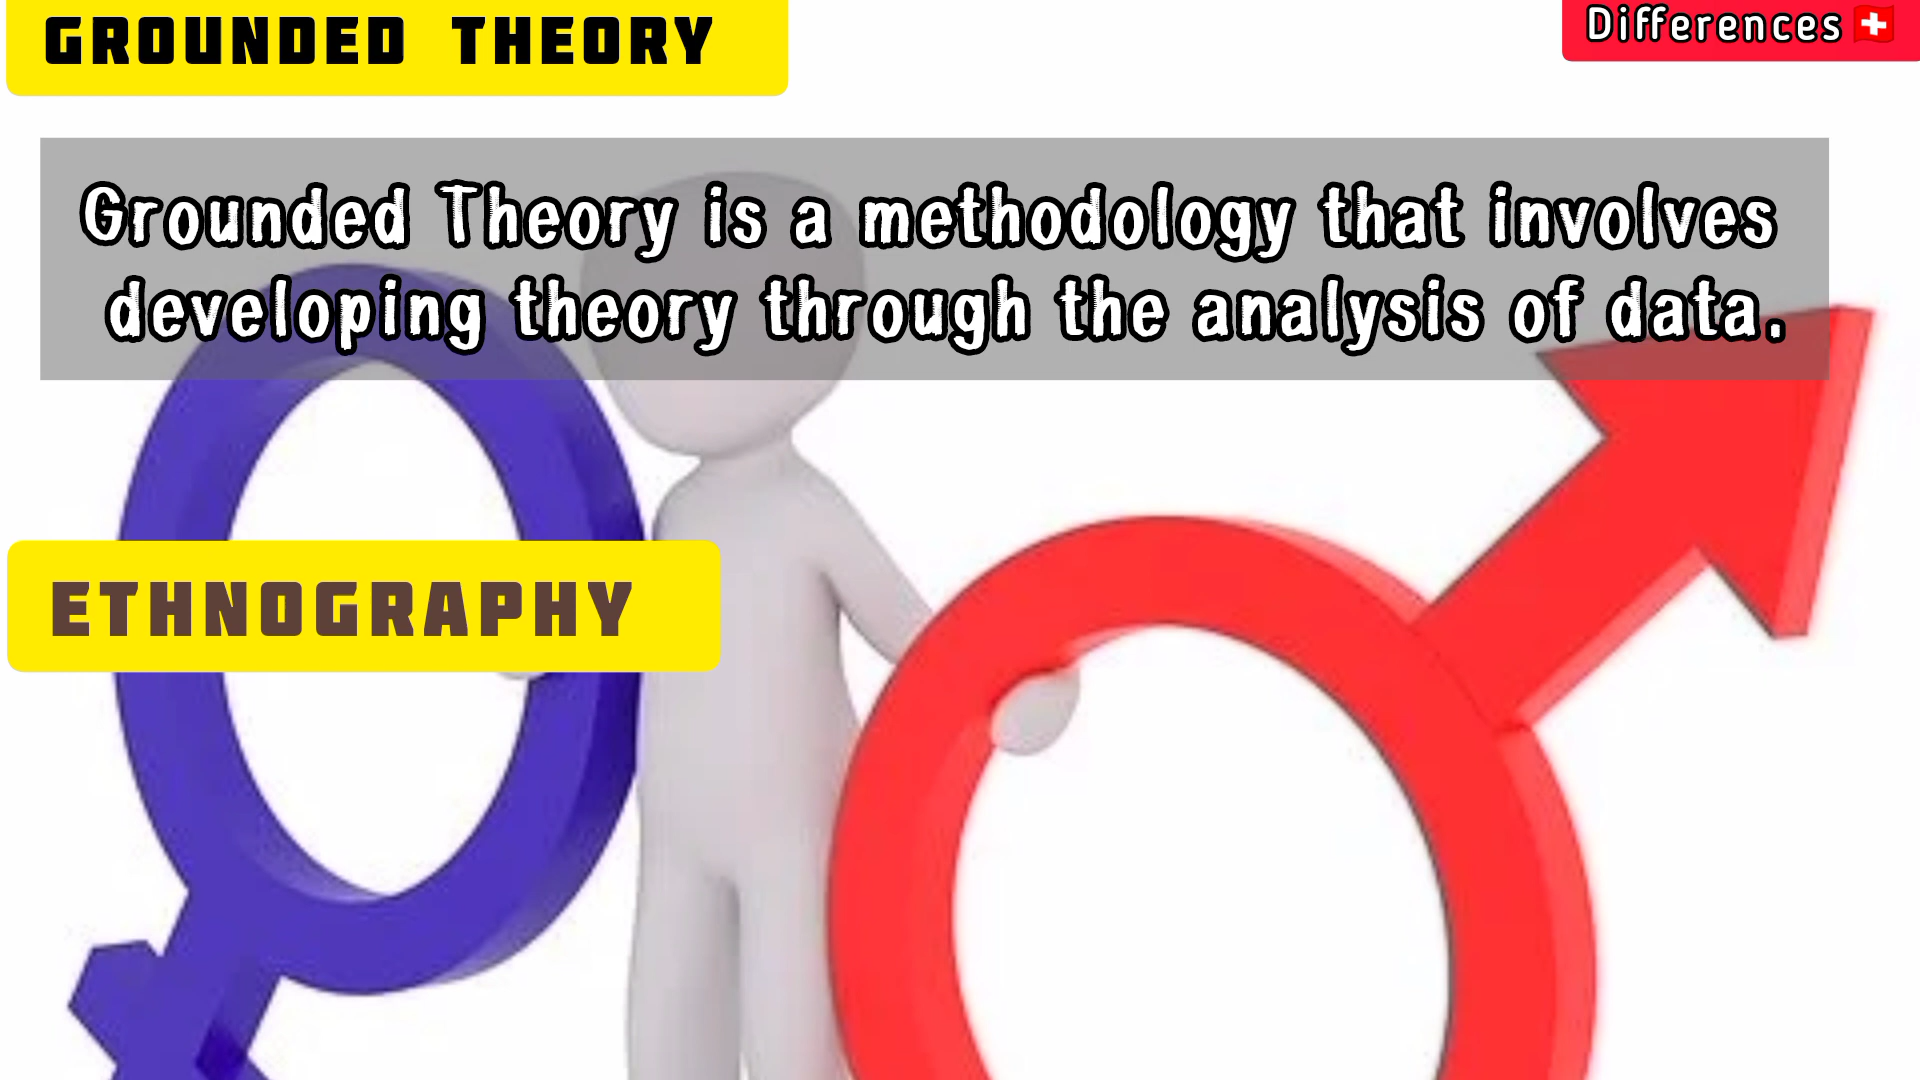 GROUNDED THEORY
Differences 🇨🇭
Grounded Theory is a methodology that involves
developing theory through the analysis of data.
ETHNOGRAPHY